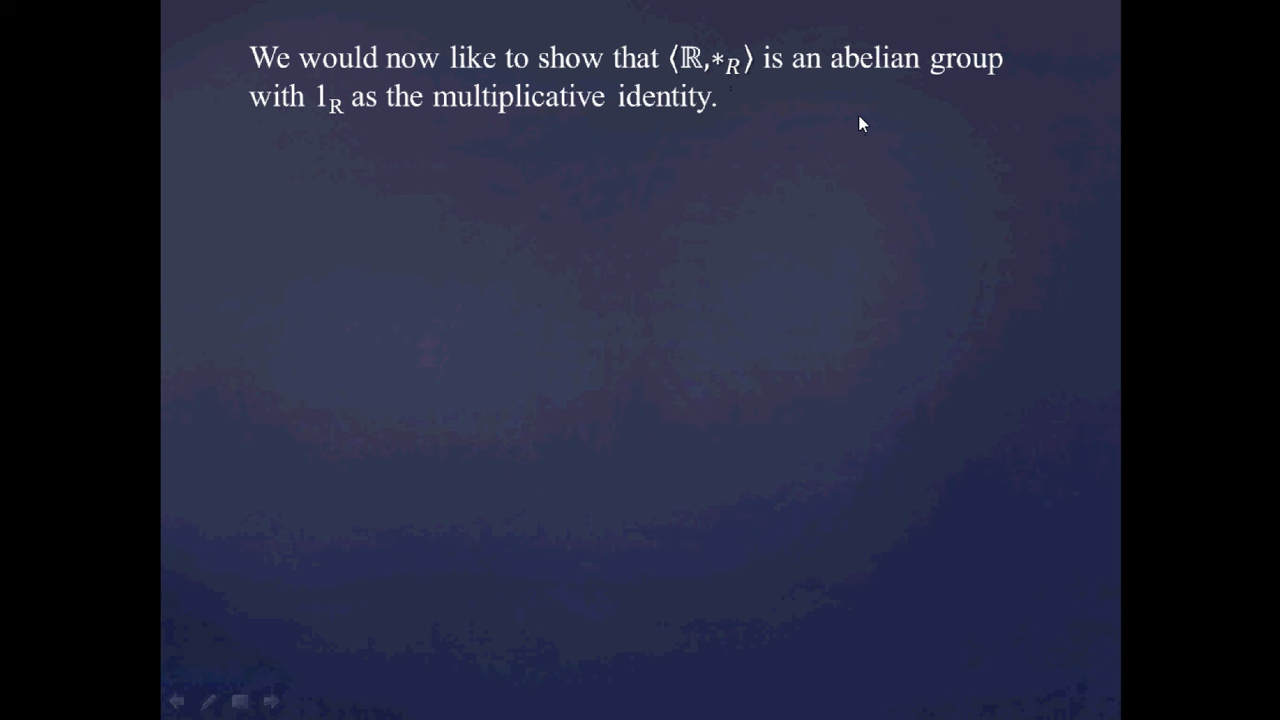 We would now like to show that ⟨ℝ,*_R⟩ is an abelian group
with 1_R as the multiplicative identity.